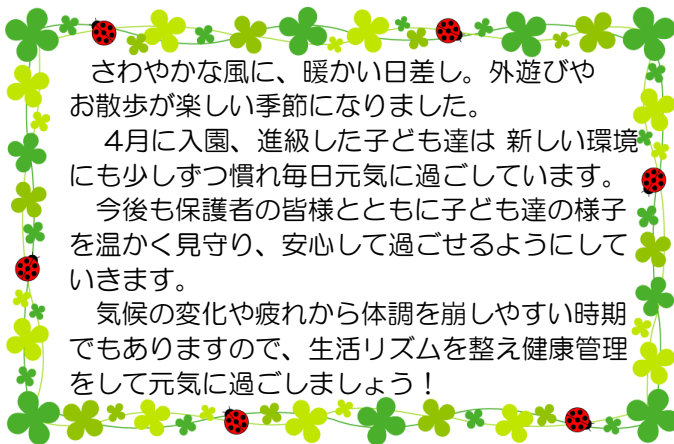 さわやかな風に、暖かい日差し。外遊びや
お散歩が楽しい季節になりました。
4月に入園、進級した子ども達は 新しい環境
にも少しずつ慣れ毎日元気に過ごしています。
今後も保護者の皆様とともに子ども達の様子
を温かく見守り、安心して過ごせるようにして
いきます。
気候の変化や疲れから体調を崩しやすい時期
でもありますので、生活リズムを整え健康管理
をして元気に過ごしましょう！